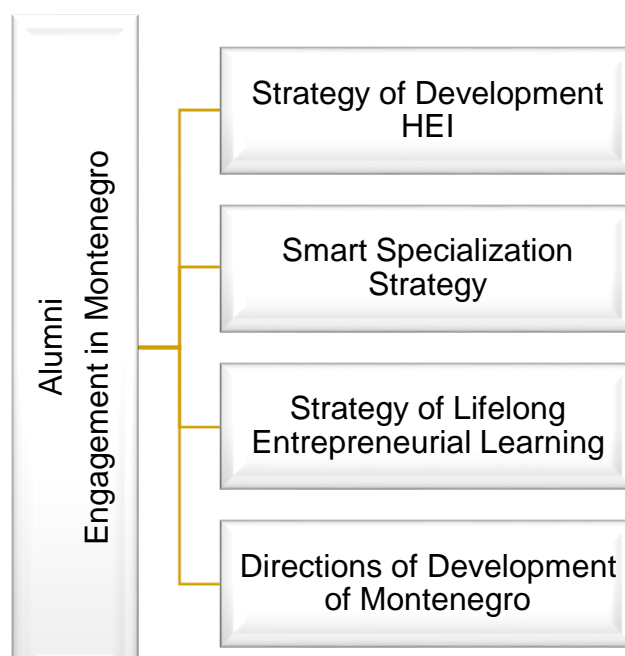 Alumni
Engagement in Montenegro
Strategy of Development
HEI
Smart Specialization
Strategy
Strategy of Lifelong
Entrepreneurial Learning
Directions of Development
of Montenegro